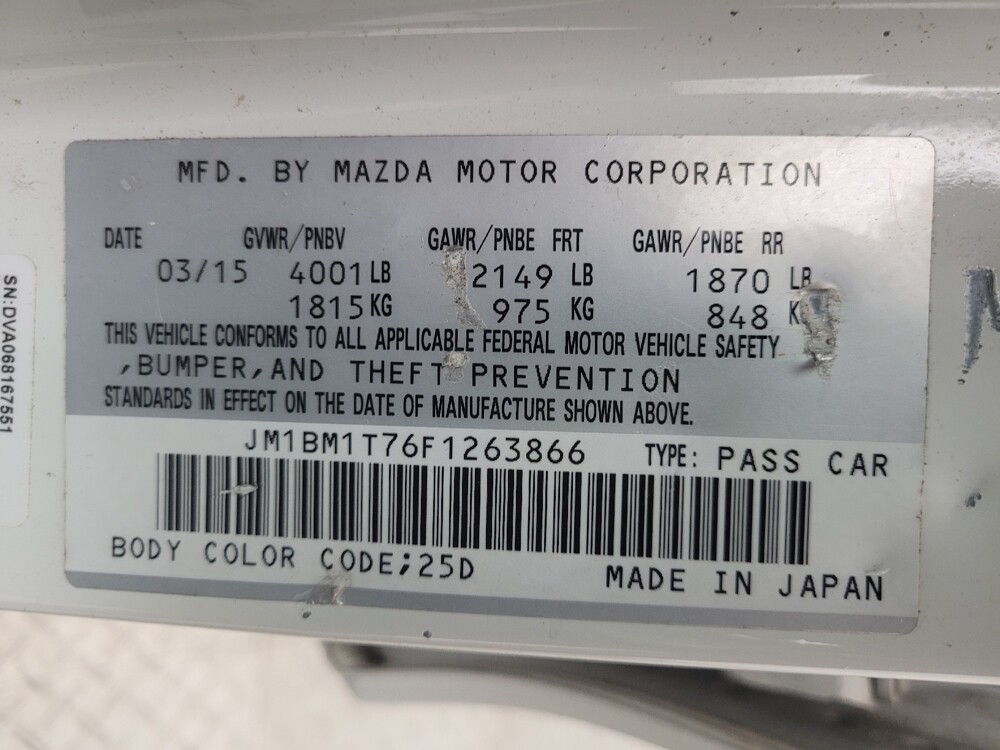 MFD. BY MAZDA MOTOR CORPORATION
DATE GVWR/PNBV GAWR/PNBE FRT GAWR/PNBE RR
03/15 4001 LB 2149 LB 1870 LB
1815 KG 975 KG 848
THIS VEHICLE CONFORMS TO ALL APPLICABLE FEDERAL MOTOR VEHICLE SAFETY
,BUMPER,AND THEFT PREVENTION
STANDARDS IN EFFECT ON THE DATE OF MANUFACTURE SHOWN ABOVE.
JM1BM1T76F1263866 TYPE: PASS CAR
BODY COLOR CODE;25D
MADE IN JAPAN
SN:DVA068167551